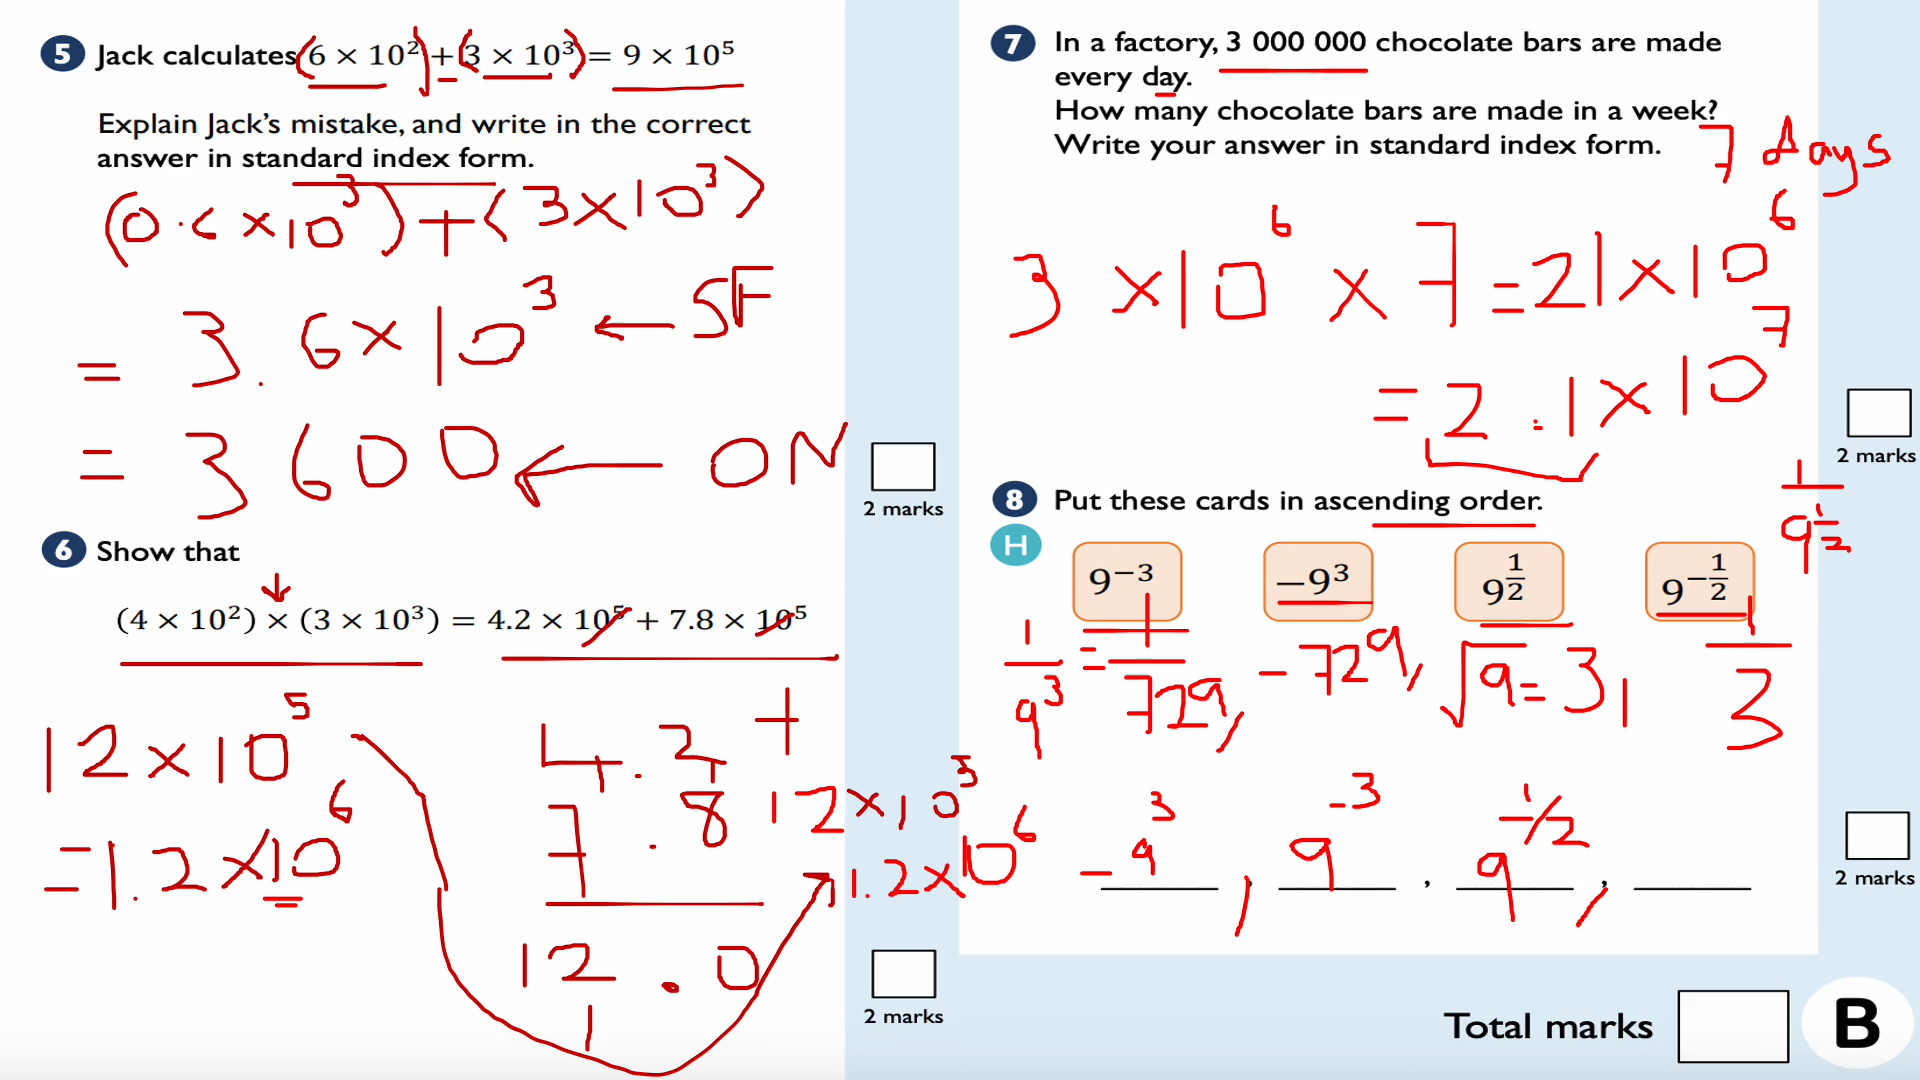 5 Jack calculates (6 × 10²) + (3 × 10³) = 9 × 10⁵
Explain Jack's mistake, and write in the correct
answer in standard index form.
(0.6 × 10³) + (3 × 10³)
= 3.6 × 10³ ← SF
= 3600 ← ON
2 marks
6 Show that
(4 × 10²) × (3 × 10³) = 4.2 × 10⁵ + 7.8 × 10⁵
12 × 10⁵
= 1.2 × 10⁶
4.2 +
7.8
12.0
1
12 × 10⁵
1.2 × 10⁶
2 marks
7 In a factory, 3 000 000 chocolate bars are made
every day.
How many chocolate bars are made in a week?
Write your answer in standard index form.
7 days
3 × 10⁶ × 7 = 21 × 10⁶
= 2.1 × 10⁷
2 marks
8 Put these cards in ascending order.
H
9⁻³ −9³ 9^(1/2) 9^(−1/2)
1/9^(1/2)
1/9³ = 1/729, −729, √9 = 3, 1/3
−9³, 9⁻³, 9^(−1/2),
2 marks
Total marks
B